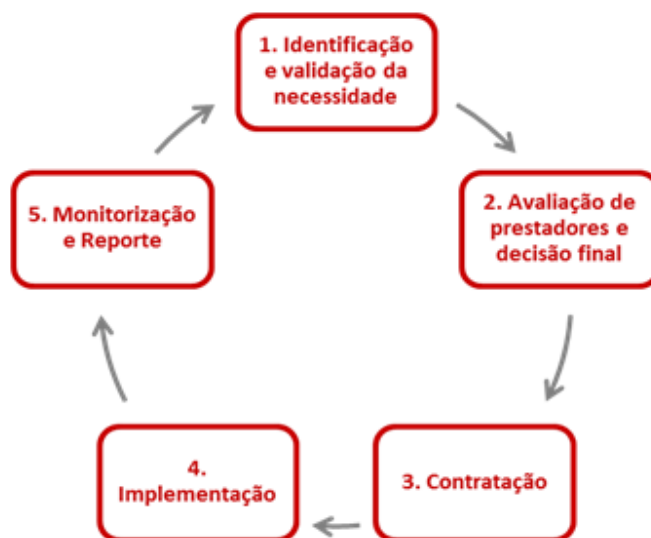 1. Identificação
e validação da
necessidade
2. Avaliação de
prestadores e
decisão final
3. Contratação
4.
Implementação
5. Monitorização
e Reporte